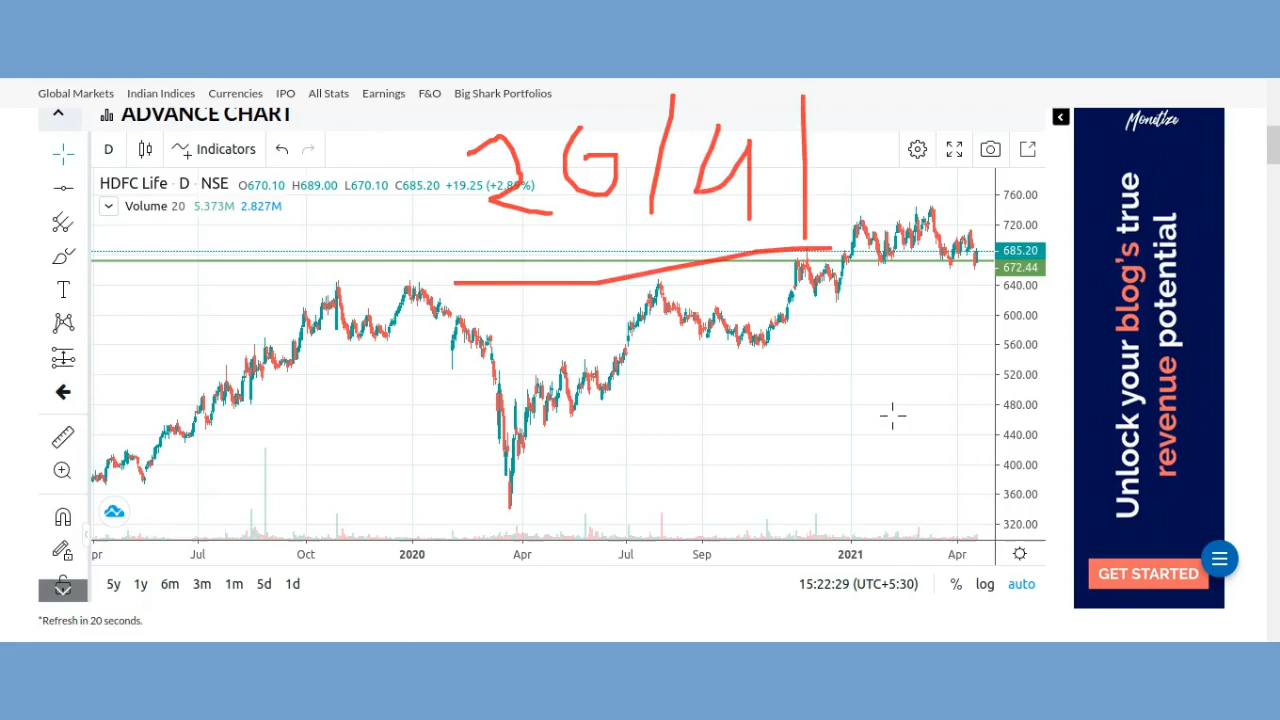 Global Markets Indian Indices Currencies IPO All Stats Earnings F&O Big Shark Portfolios
ADVANCE CHART
D Indicators
HDFC Life · D · NSE O670.10 H689.00 L670.10 C685.20 +19.25 (+2.89%)
Volume 20 5.373M 2.827M
20/4
760.00
720.00
685.20
672.44
640.00
600.00
560.00
520.00
480.00
440.00
400.00
360.00
320.00
pr Jul Oct 2020 Apr Jul Sep 2021 Apr
5y 1y 6m 3m 1m 5d 1d 15:22:29 (UTC+5:30) % log auto
*Refresh in 20 seconds.
Monetize
Unlock your blog's true
revenue potential
GET STARTED